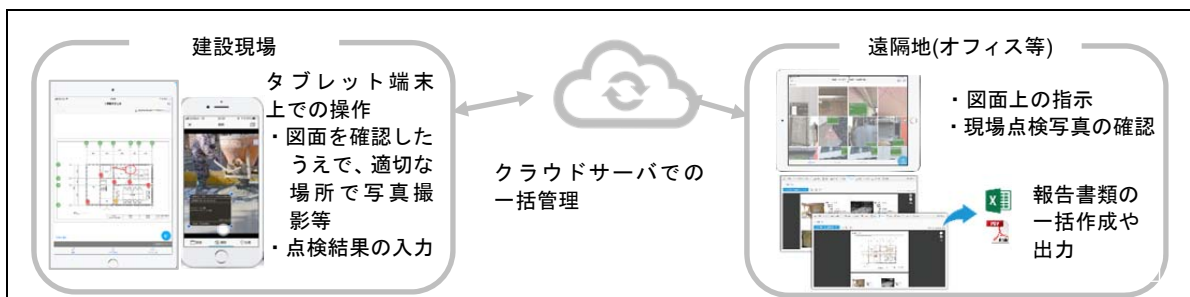 建設現場
タブレット端末
上での操作
・図面を確認した
うえで、適切な
場所で写真撮
影等
・点検結果の入力
クラウドサーバでの
一括管理
遠隔地(オフィス等)
・図面上の指示
・現場点検写真の確認
報告書類の
一括作成や
出力
PDF